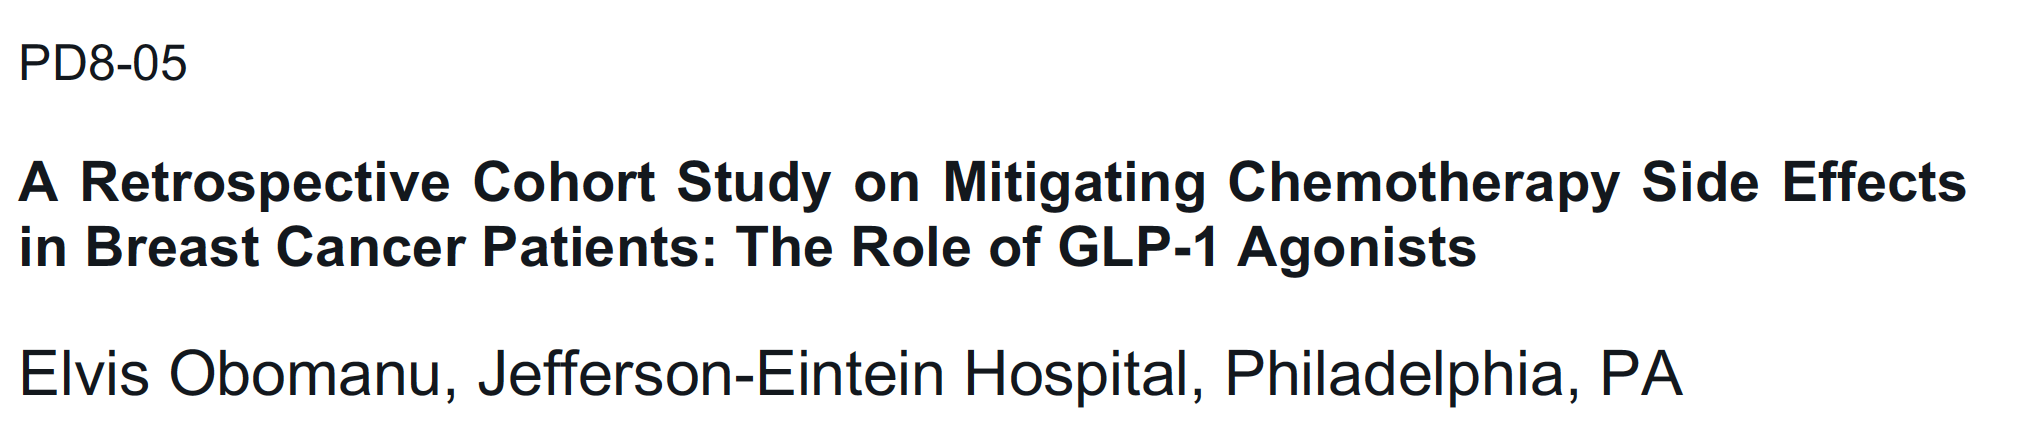 PD8-05
A Retrospective Cohort Study on Mitigating Chemotherapy Side Effects
in Breast Cancer Patients: The Role of GLP-1 Agonists
Elvis Obomanu, Jefferson-Eintein Hospital, Philadelphia, PA